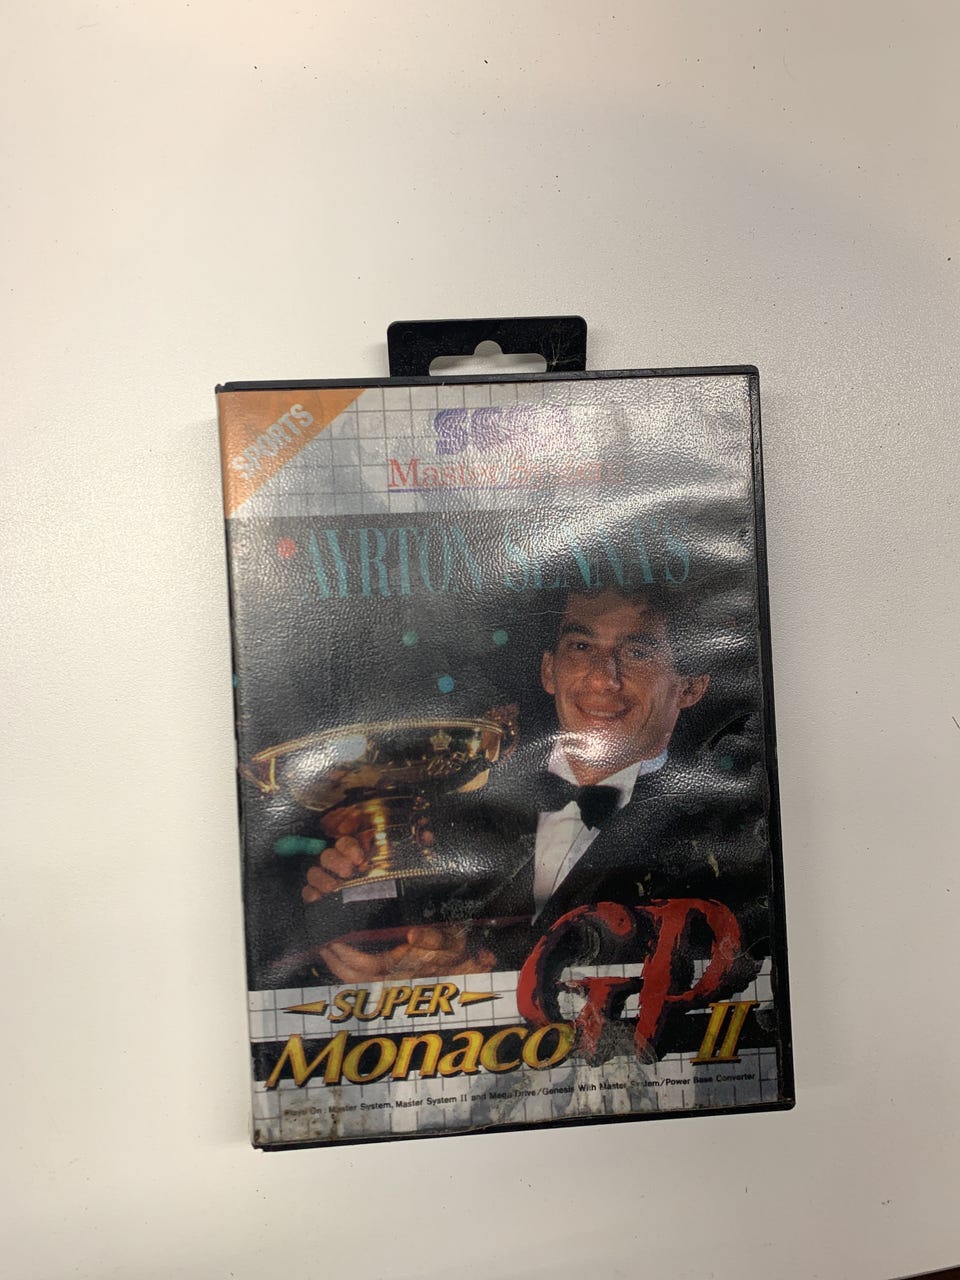 SPORTS
SEGA
Master System
AYRTON SENNA'S
SUPER
Monaco GP II
Plays On: Master System, Master System II and Mega Drive/Genesis With Master System/Power Base Converter